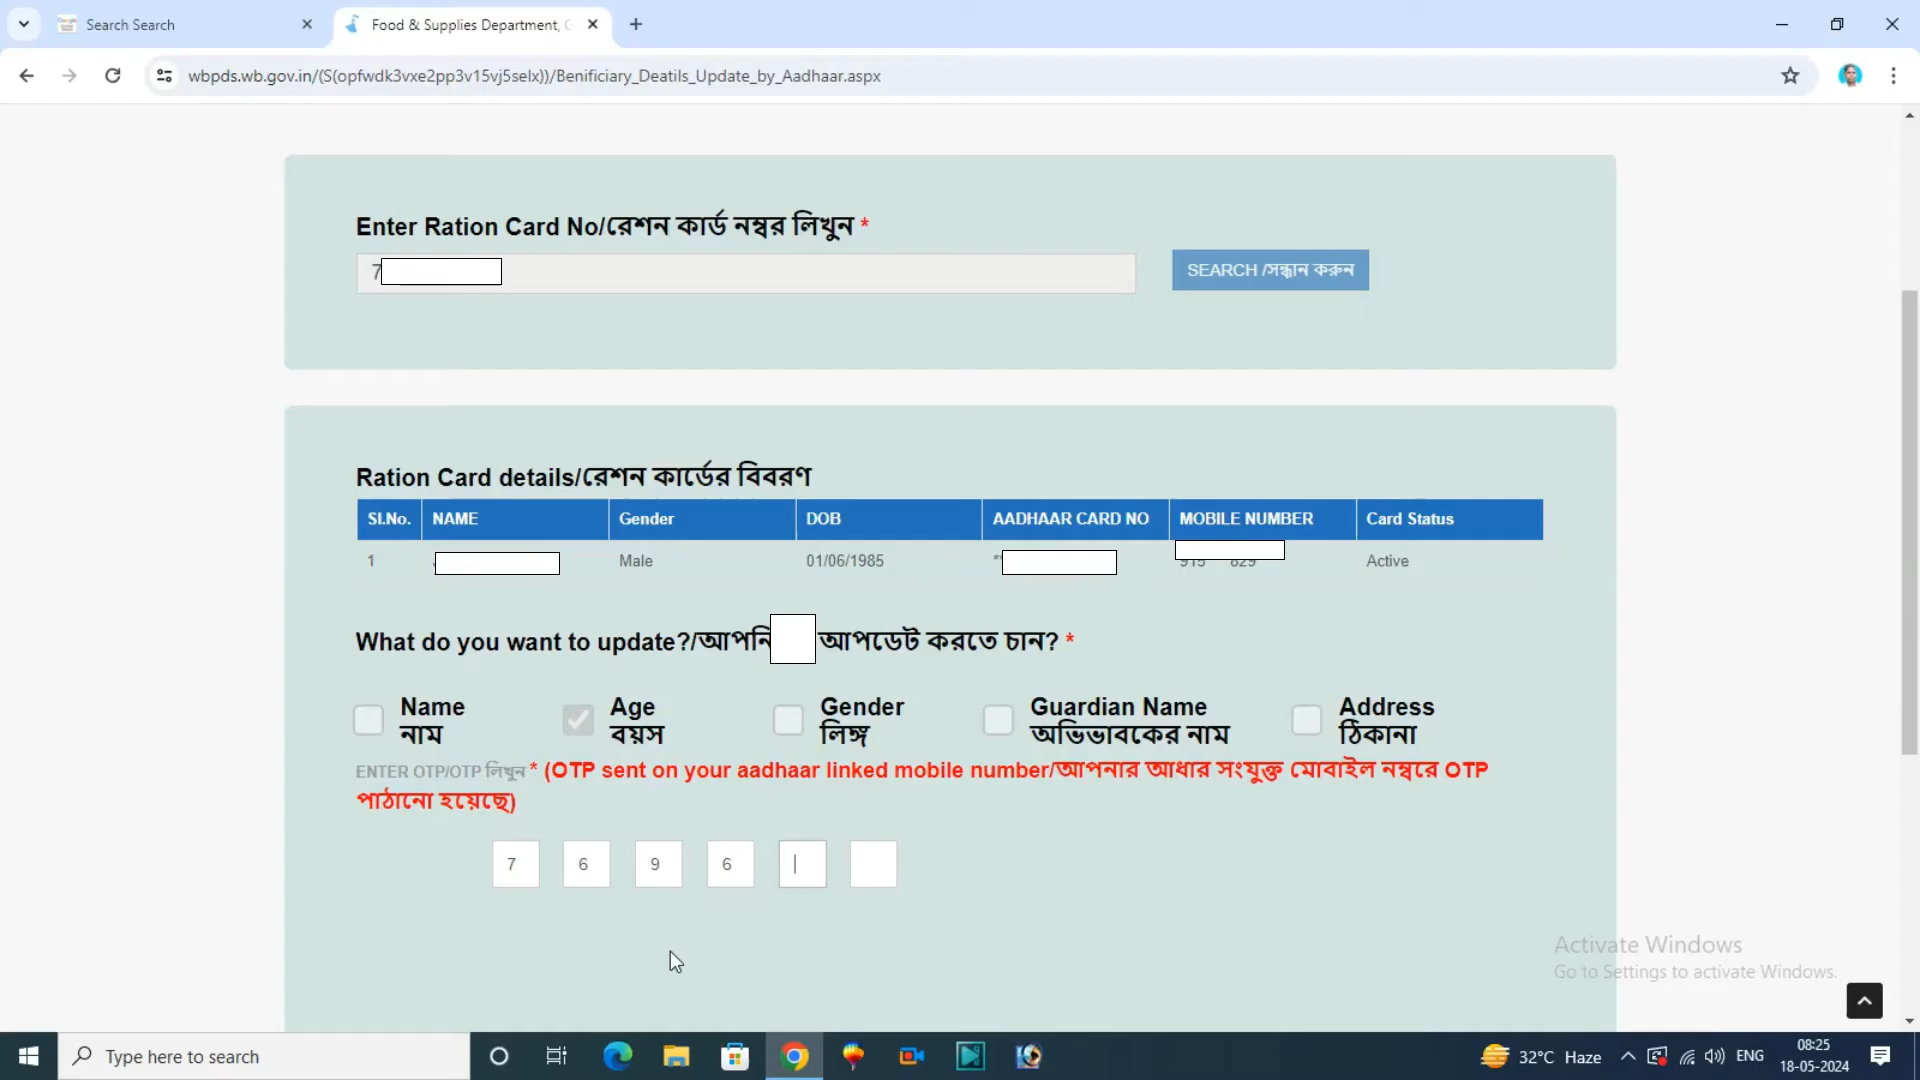 Search Search
Food & Supplies Department,
wbpds.wb.gov.in/(S(opfwdk3vxe2pp3v15vj5selx))/Benificiary_Deatils_Update_by_Aadhaar.aspx
Enter Ration Card No/রেশন কার্ড নম্বর লিখুন *
7
SEARCH /সন্ধান করুন
Ration Card details/রেশন কার্ডের বিবরণ
Sl.No. NAME Gender DOB AADHAAR CARD NO MOBILE NUMBER Card Status
1 Male 01/06/1985 Active
What do you want to update?/আপনি আপডেট করতে চান? *
Name Age Gender Guardian Name Address
নাম বয়স লিঙ্গ অভিভাবকের নাম ঠিকানা
ENTER OTP/OTP লিখুন * (OTP sent on your aadhaar linked mobile number/আপনার আধার সংযুক্ত মোবাইল নম্বরে OTP
পাঠানো হয়েছে)
7 6 9 6
Activate Windows
Go to Settings to activate Windows.
Type here to search
32°C Haze
ENG
08:25
18-05-2024